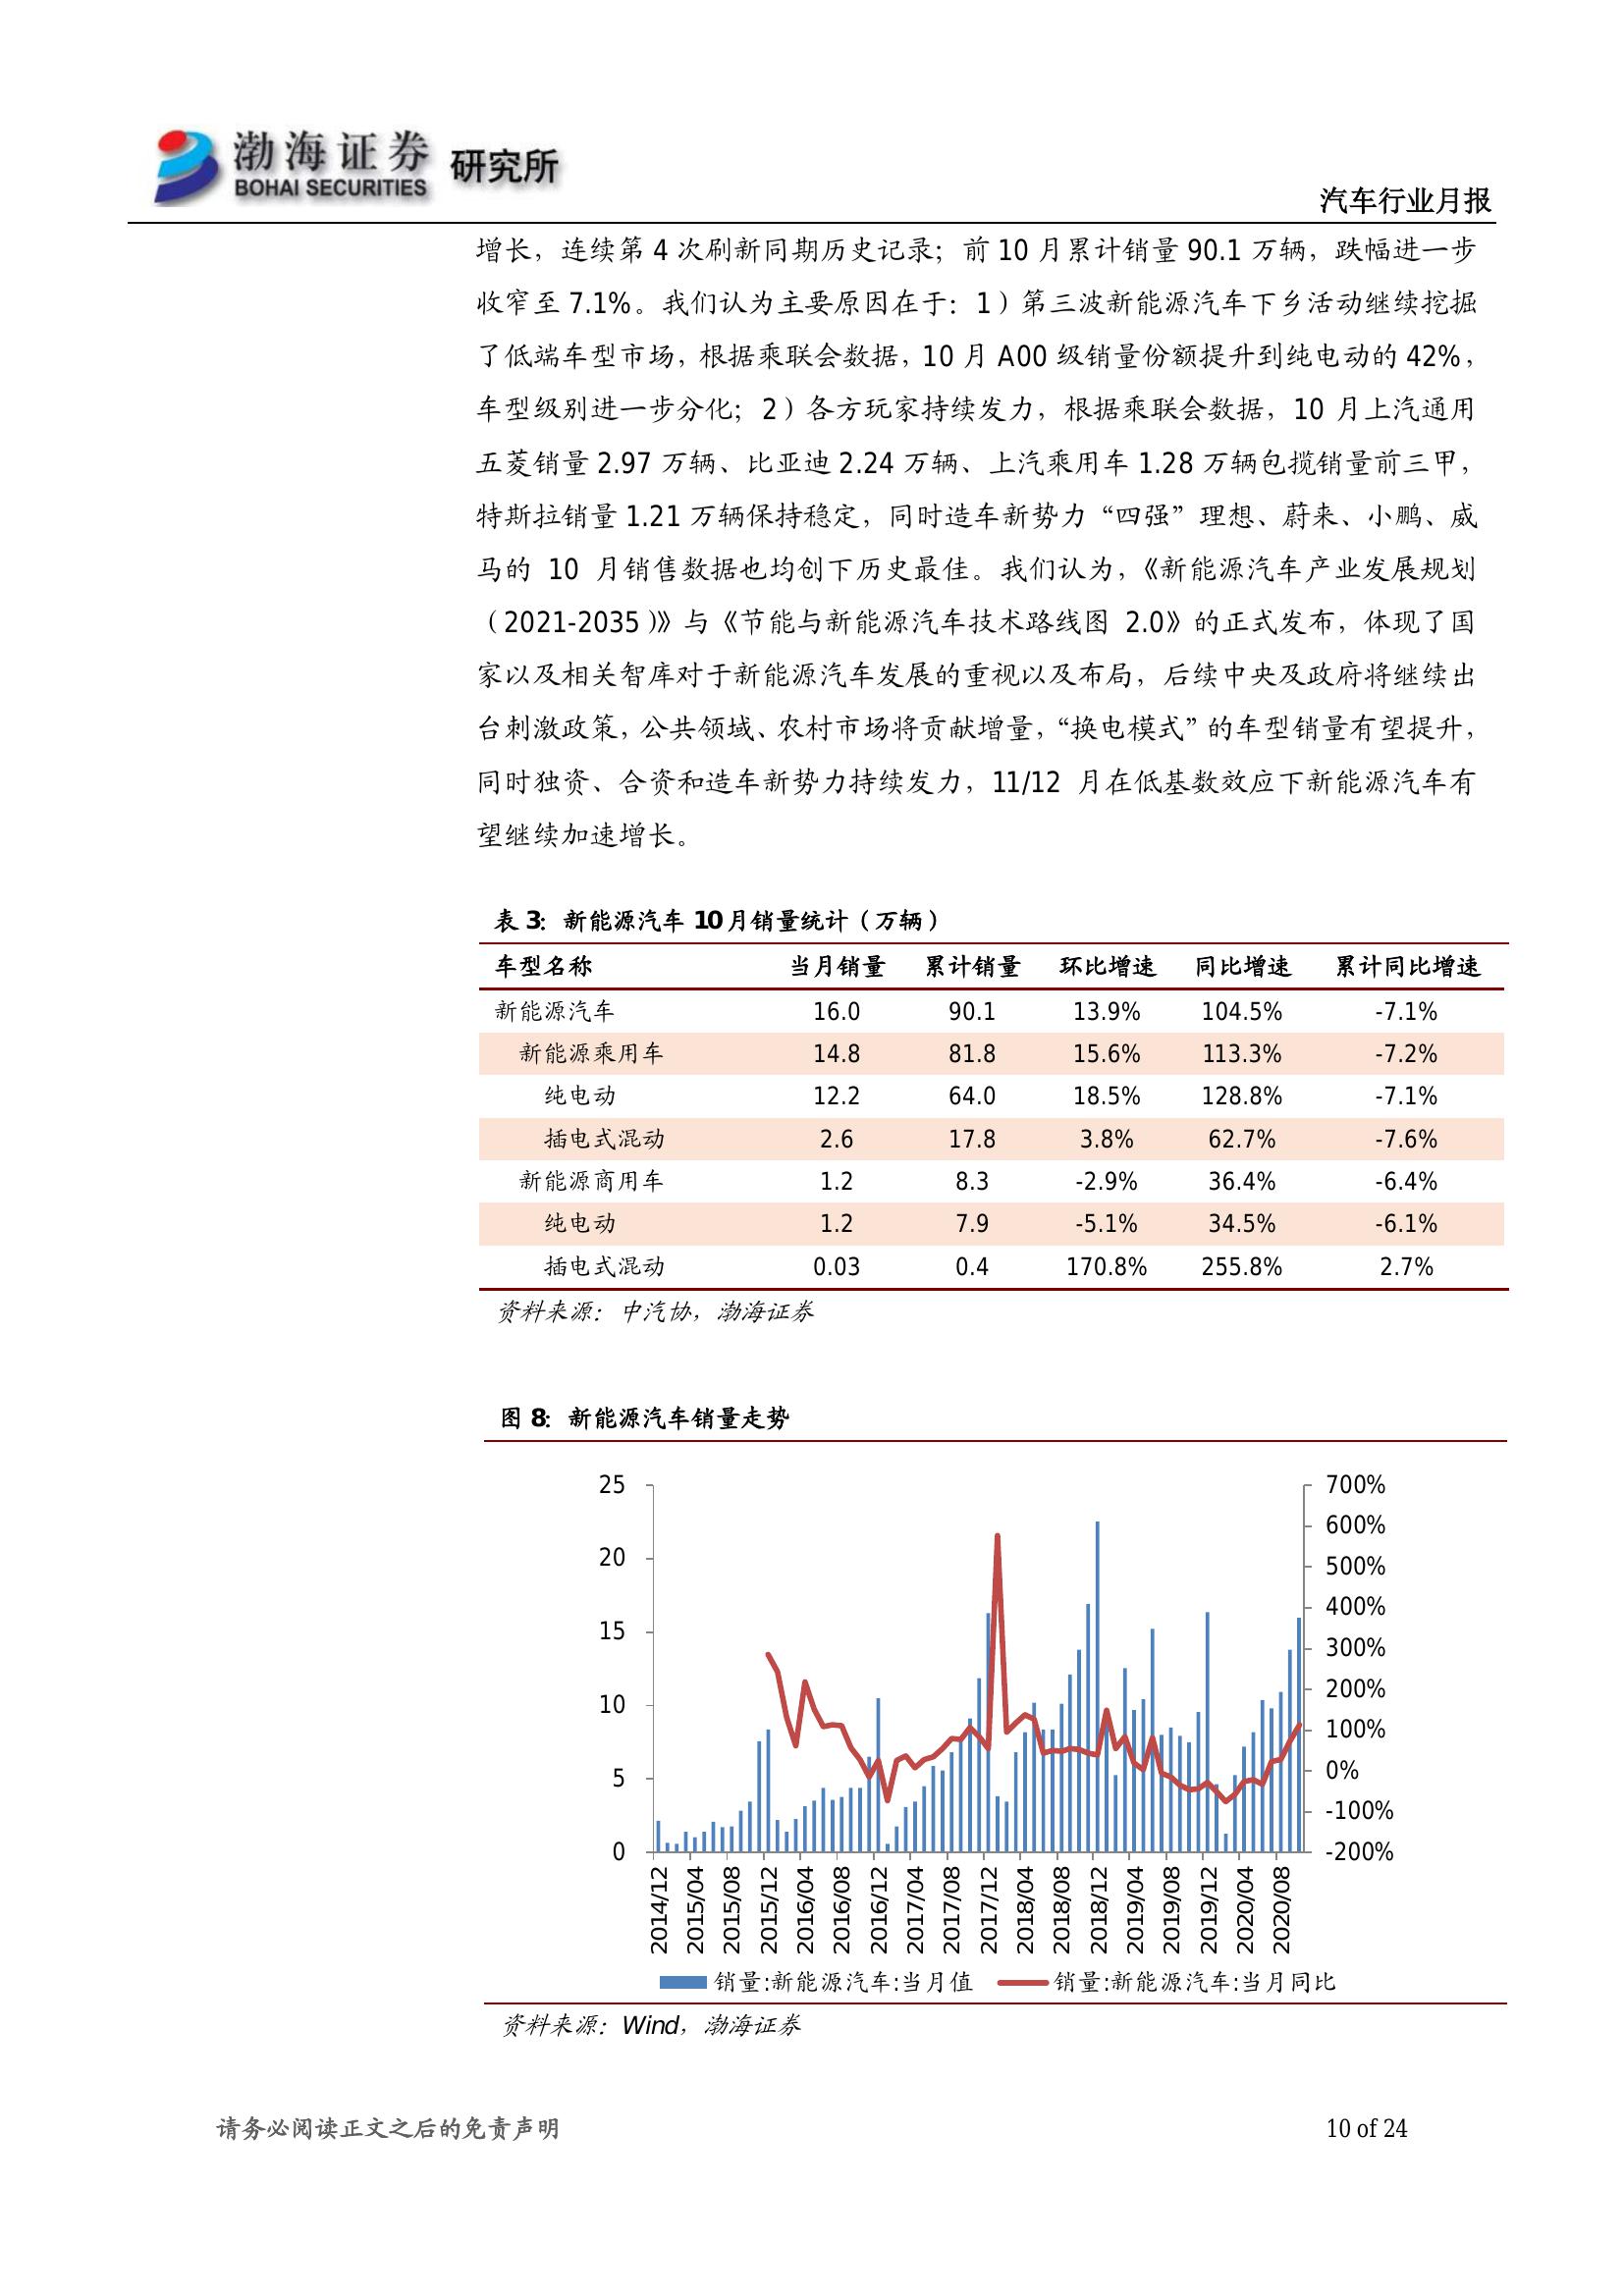 渤海证券 研究所
BOHAI SECURITIES
汽车行业月报
增长，连续第 4 次刷新同期历史记录；前 10 月累计销量 90.1 万辆，跌幅进一步
收窄至 7.1%。我们认为主要原因在于：1）第三波新能源汽车下乡活动继续挖掘
了低端车型市场，根据乘联会数据，10 月 A00 级销量份额提升到纯电动的 42%，
车型级别进一步分化；2）各方玩家持续发力，根据乘联会数据，10 月上汽通用
五菱销量 2.97 万辆、比亚迪 2.24 万辆、上汽乘用车 1.28 万辆包揽销量前三甲，
特斯拉销量 1.21 万辆保持稳定，同时造车新势力“四强”理想、蔚来、小鹏、威
马的 10 月销售数据也均创下历史最佳。我们认为，《新能源汽车产业发展规划
（2021-2035）》与《节能与新能源汽车技术路线图 2.0》的正式发布，体现了国
家以及相关智库对于新能源汽车发展的重视以及布局，后续中央及政府将继续出
台刺激政策，公共领域、农村市场将贡献增量，“换电模式”的车型销量有望提升，
同时独资、合资和造车新势力持续发力，11/12 月在低基数效应下新能源汽车有
望继续加速增长。
表 3：新能源汽车 10 月销量统计（万辆）
车型名称 当月销量 累计销量 环比增速 同比增速 累计同比增速
新能源汽车 16.0 90.1 13.9% 104.5% -7.1%
新能源乘用车 14.8 81.8 15.6% 113.3% -7.2%
纯电动 12.2 64.0 18.5% 128.8% -7.1%
插电式混动 2.6 17.8 3.8% 62.7% -7.6%
新能源商用车 1.2 8.3 -2.9% 36.4% -6.4%
纯电动 1.2 7.9 -5.1% 34.5% -6.1%
插电式混动 0.03 0.4 170.8% 255.8% 2.7%
资料来源：中汽协，渤海证券
图 8：新能源汽车销量走势
25 700%
600%
20 500%
400%
15 300%
10 200%
100%
5 0%
-100%
0 -200%
2014/12 2015/04 2015/08 2015/12 2016/04 2016/08 2016/12 2017/04 2017/08 2017/12 2018/04 2018/08 2018/12 2019/04 2019/08 2019/12 2020/04 2020/08
销量:新能源汽车:当月值 销量:新能源汽车:当月同比
资料来源：Wind，渤海证券
请务必阅读正文之后的免责声明 10 of 24